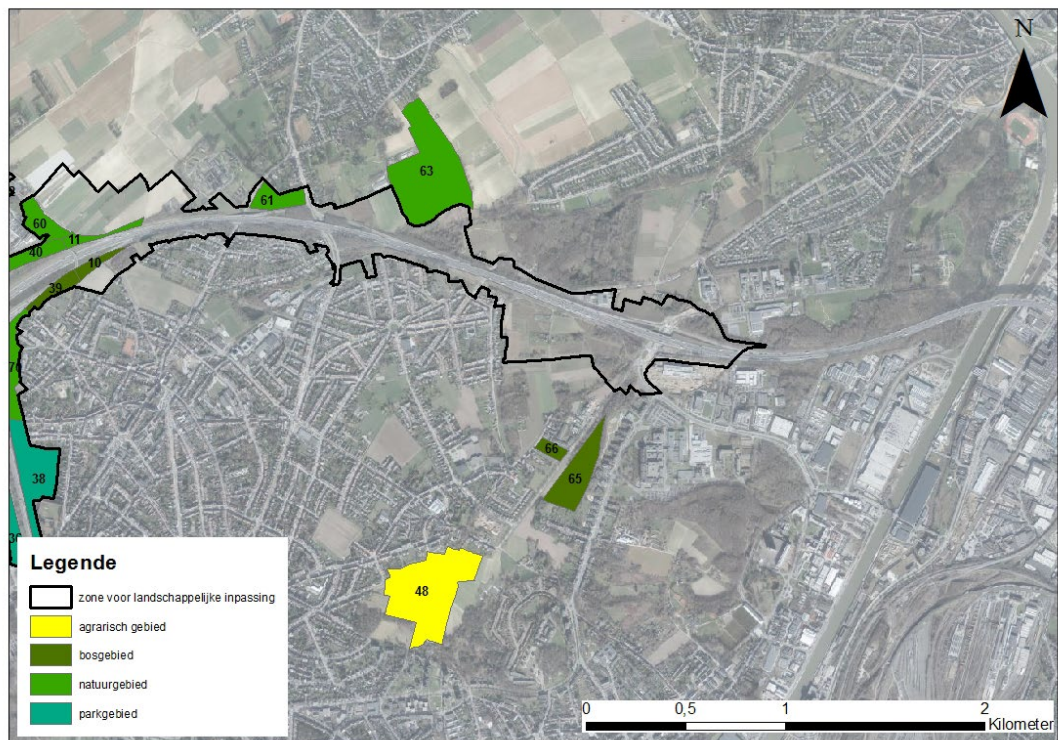 N
63
61
60
11
40
10
39
38
66
65
48
Legende
zone voor landschappelijke inpassing
agrarisch gebied
bosgebied
natuurgebied
parkgebied
0 0,5 1 2
Kilometer